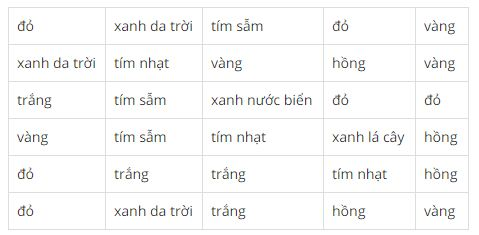 đỏ xanh da trời tím sẫm đỏ vàng
xanh da trời tím nhạt vàng hồng vàng
trắng tím sẫm xanh nước biển đỏ đỏ
vàng tím sẫm tím nhạt xanh lá cây hồng
đỏ trắng trắng tím nhạt hồng
đỏ xanh da trời trắng hồng vàng